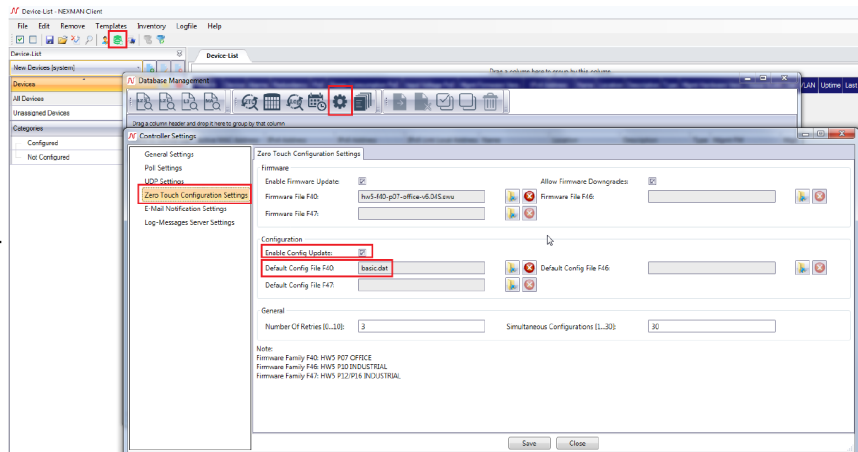 Device-List - NEXMAN Client
File Edit Remove Templates Inventory Logfile Help
Device-List
Device-List
New Devices [system]
Drag a column header here to group by this column
Devices
Database Management
VLAN Uptime Last
All Devices
Unassigned Devices
Drag a column header and drop it here to group by that column
Categories
Controller Settings
Configured
Not Configured
General Settings
Poll Settings
UDP Settings
Zero Touch Configuration Settings
E-Mail Notification Settings
Log-Messages Server Settings
Zero Touch Configuration Settings
Firmware
Enable Firmware Update:
Allow Firmware Downgrades:
Firmware File F40:
hw5-f40-p07-office-v6.04S.swu
Firmware File F46:
Firmware File F47:
Configuration
Enable Config Update:
Default Config File F40:
basic.dat
Default Config File F46:
Default Config File F47:
General
Number Of Retries [0...10]:
3
Simultaneous Configurations [1...30]:
30
Note:
Firmware Family F40: HW5 P07 OFFICE
Firmware Family F46: HW5 P10 INDUSTRIAL
Firmware Family F47: HW5 P12/P16 INDUSTRIAL
Save Close